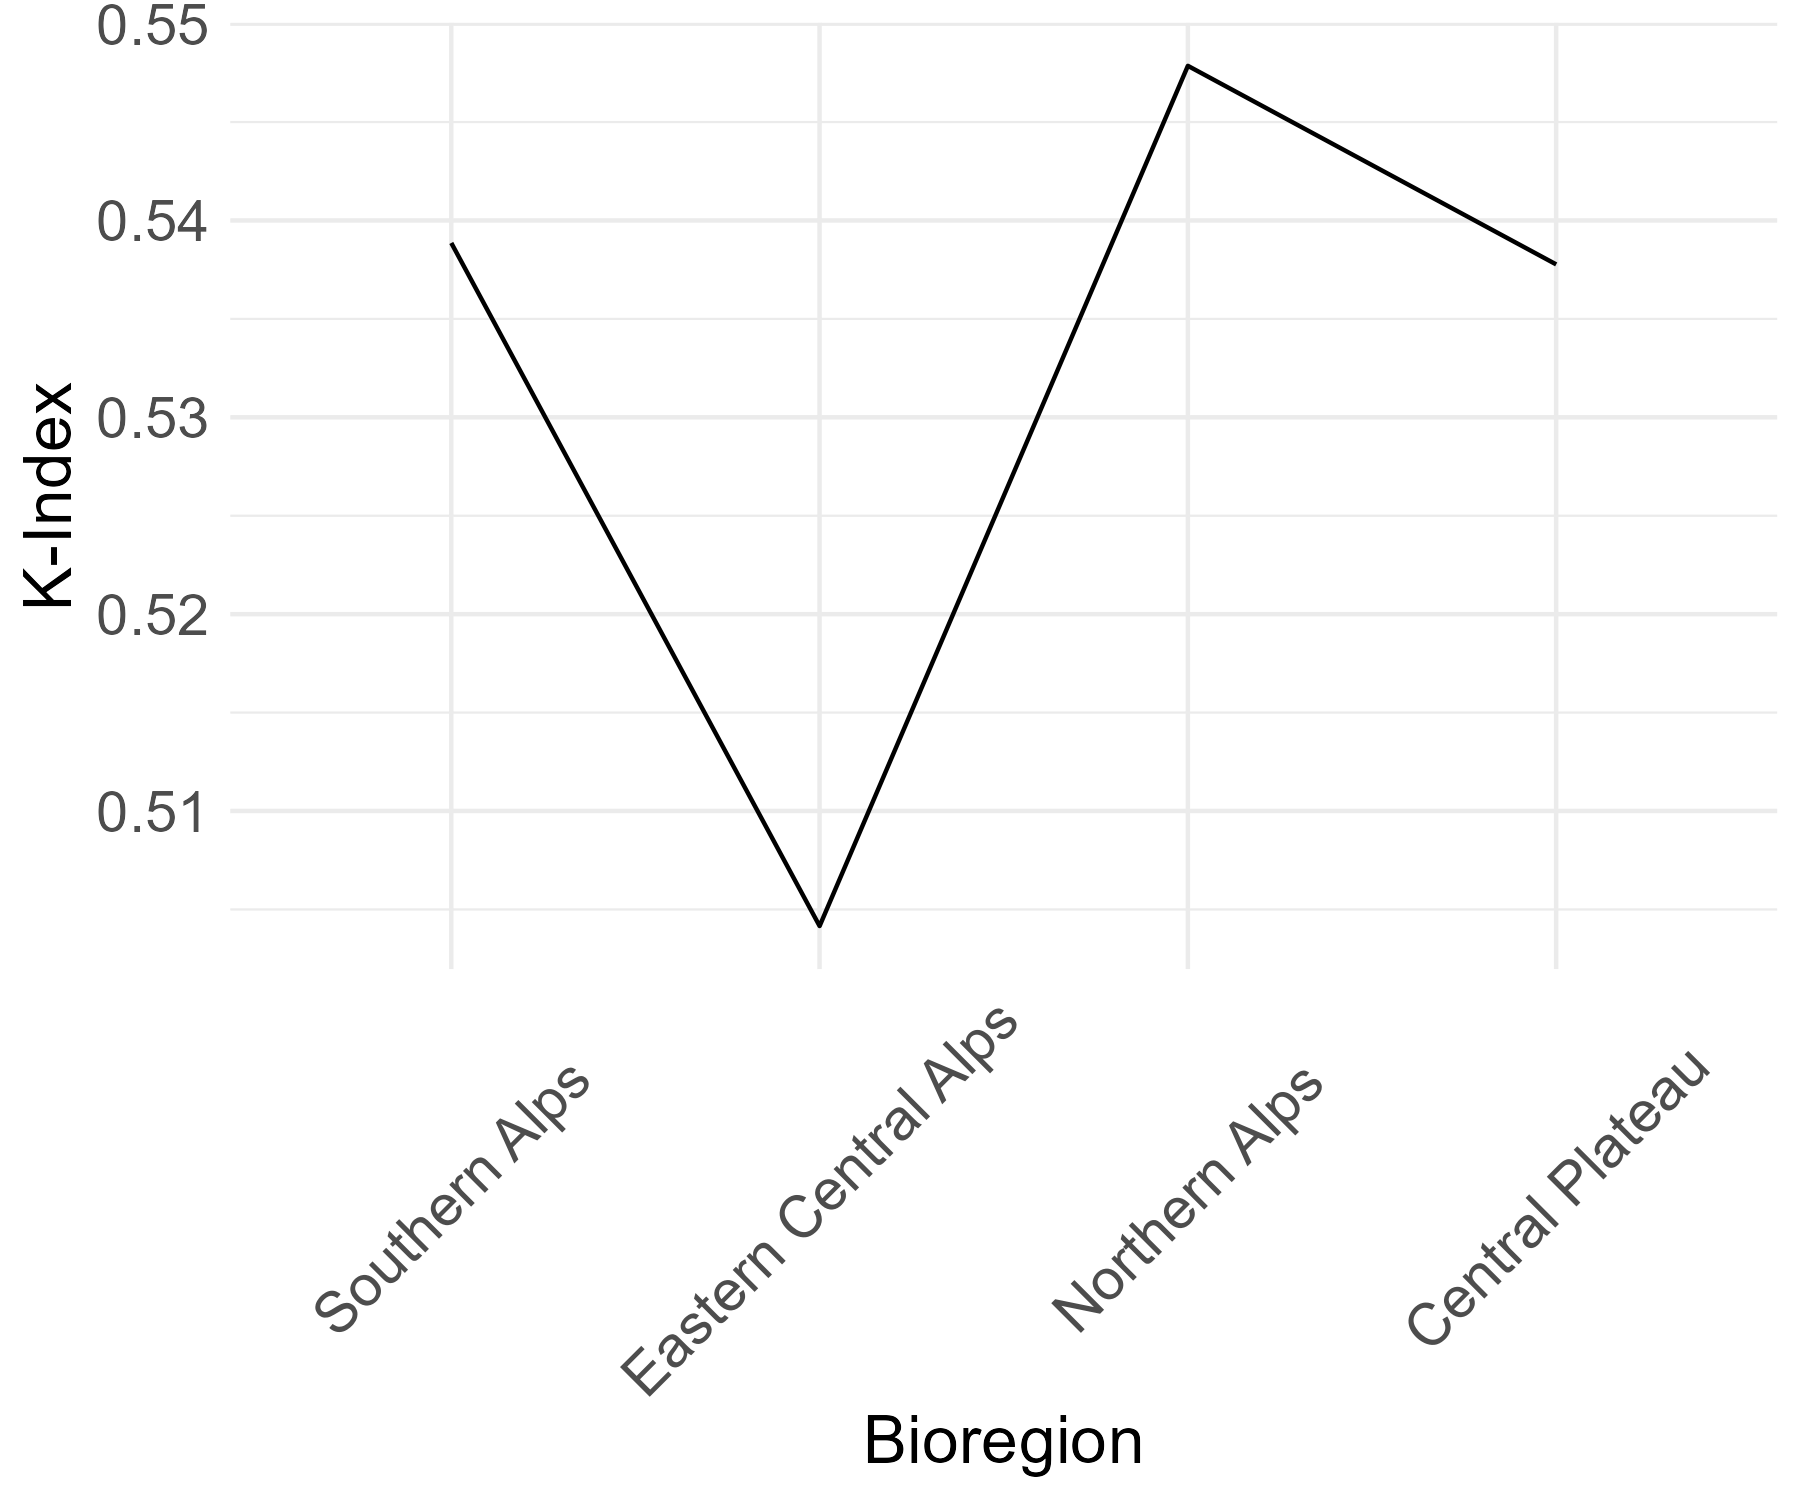 0.55
0.54
0.53
0.52
0.51
K-Index
Southern Alps
Eastern Central Alps
Northern Alps
Central Plateau
Bioregion